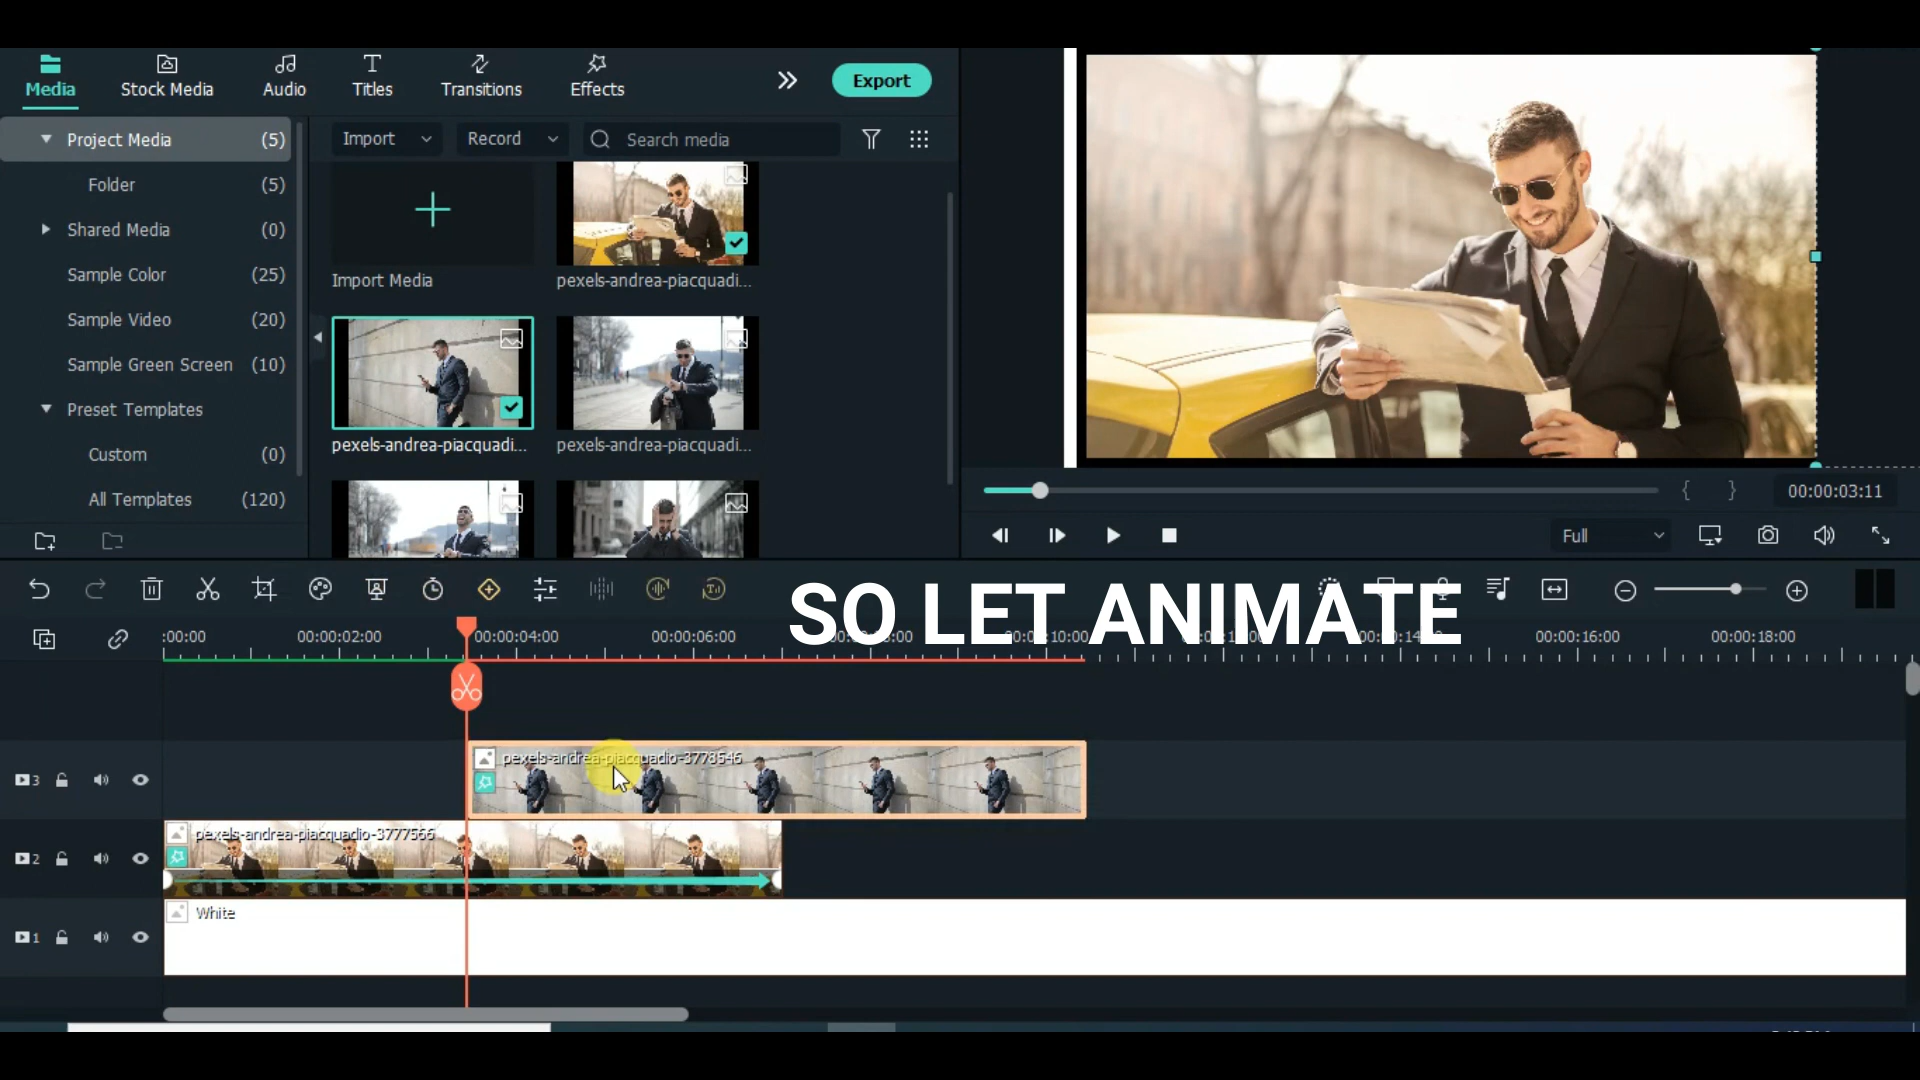 Media
Stock Media
Audio
Titles
Transitions
Effects
Export
Project Media (5)
Folder (5)
Shared Media (0)
Sample Color (25)
Sample Video (20)
Sample Green Screen (10)
Preset Templates
Custom (0)
All Templates (120)
Import
Record
Search media
Import Media
pexels-andrea-piacquadi...
pexels-andrea-piacquadi...
pexels-andrea-piacquadi...
{ }
00:00:03:11
Full
SO LET ANIMATE
:00:00
00:00:02:00
00:00:04:00
00:00:06:00
00:00:16:00
00:00:18:00
3
pexels-andrea-piacquadio-3778546
2
pexels-andrea-piacquadio-3777566
1
White